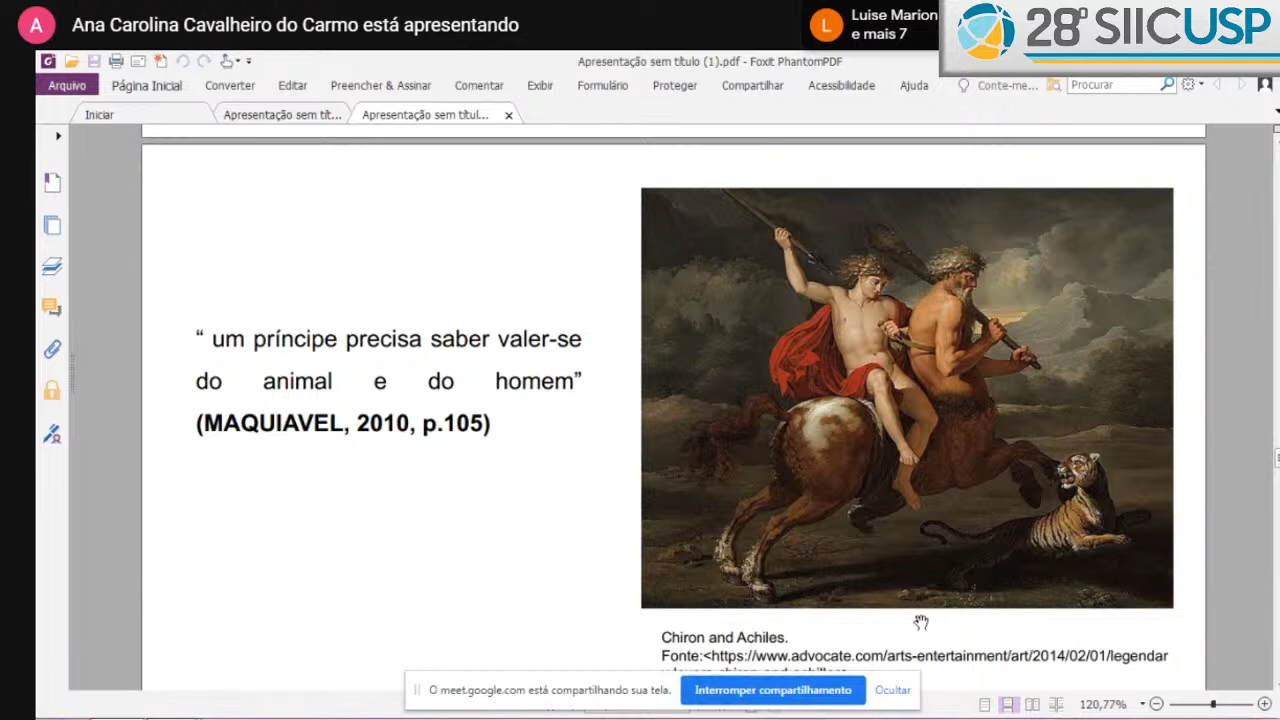 A
Ana Carolina Cavalheiro do Carmo está apresentando
L
Luise Marion
e mais 7
28º SIICUSP
Apresentação sem título (1).pdf - Foxit PhantomPDF
Arquivo
Página Inicial
Converter
Editar
Preencher & Assinar
Comentar
Exibir
Formulário
Proteger
Compartilhar
Acessibilidade
Ajuda
Conte-me...
Procurar
Iniciar
Apresentação sem tít...
Apresentação sem títul...
“ um príncipe precisa saber valer-se
do animal e do homem”
(MAQUIAVEL, 2010, p.105)
Chiron and Achiles.
Fonte:<https://www.advocate.com/arts-entertainment/art/2014/02/01/legendar
O meet.google.com está compartilhando sua tela.
Interromper compartilhamento
Ocultar
120,77%